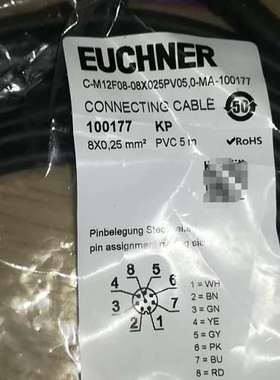 EUCHNER
C-M12F08-08X025PV05,0-MA-100177
CONNECTING CABLE
50
100177 KP
8X0,25 mm² PVC 5m
✓RoHS
Pinbelegung
pin assignment
8 5
4 6
3 7
2 1
1 = WH
2 = BN
3 = GN
4 = YE
5 = GY
6 = PK
7 = BU
8 = RD